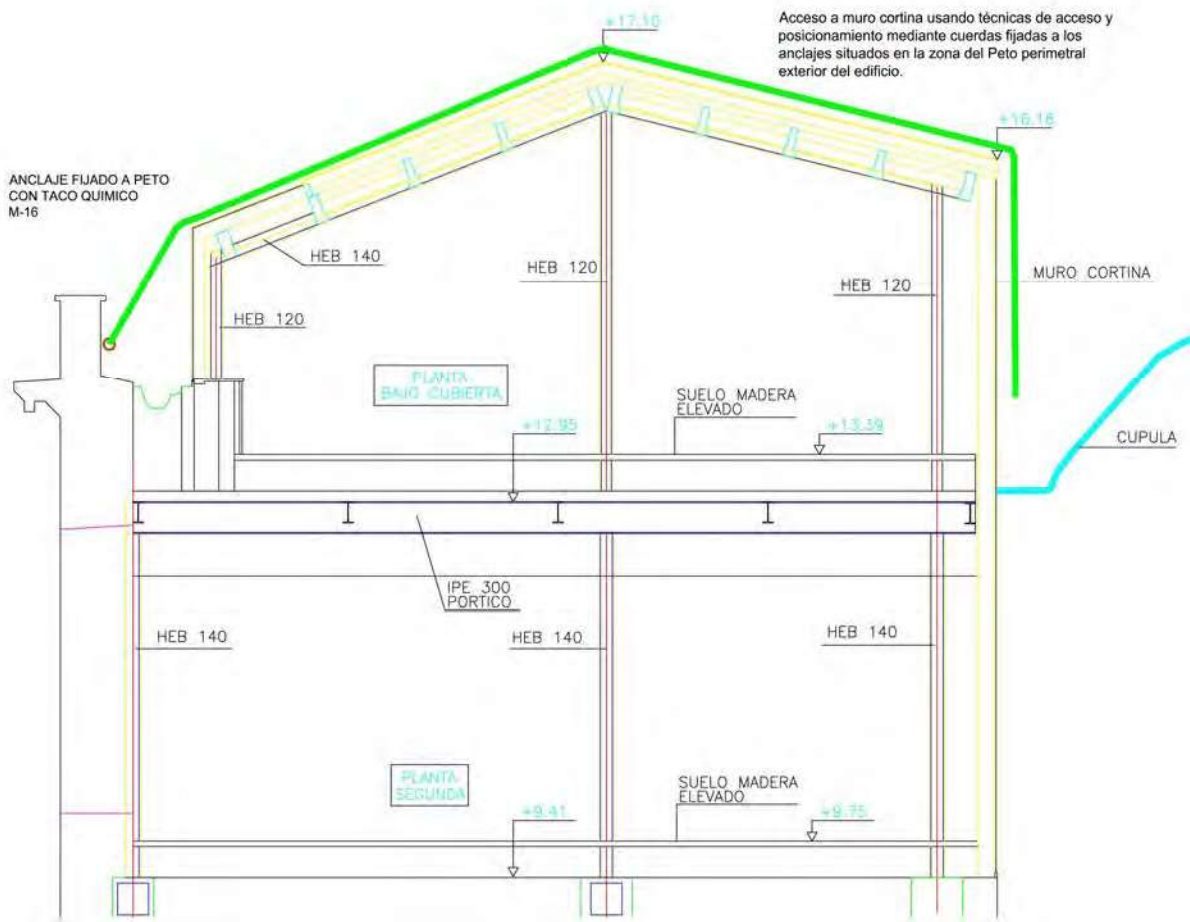 +17.10
Acceso a muro cortina usando técnicas de acceso y
posicionamiento mediante cuerdas fijadas a los
anclajes situados en la zona del Peto perimetral
exterior del edificio.
+16.18
ANCLAJE FIJADO A PETO
CON TACO QUIMICO
M-16
HEB 140
HEB 120
HEB 120
MURO CORTINA
HEB 120
PLANTA
BAJO CUBIERTA
SUELO MADERA
ELEVADO
+12.95
+13.39
CUPULA
IPE 300
PORTICO
HEB 140
HEB 140
HEB 140
PLANTA
SEGUNDA
SUELO MADERA
ELEVADO
+9.41
+9.75